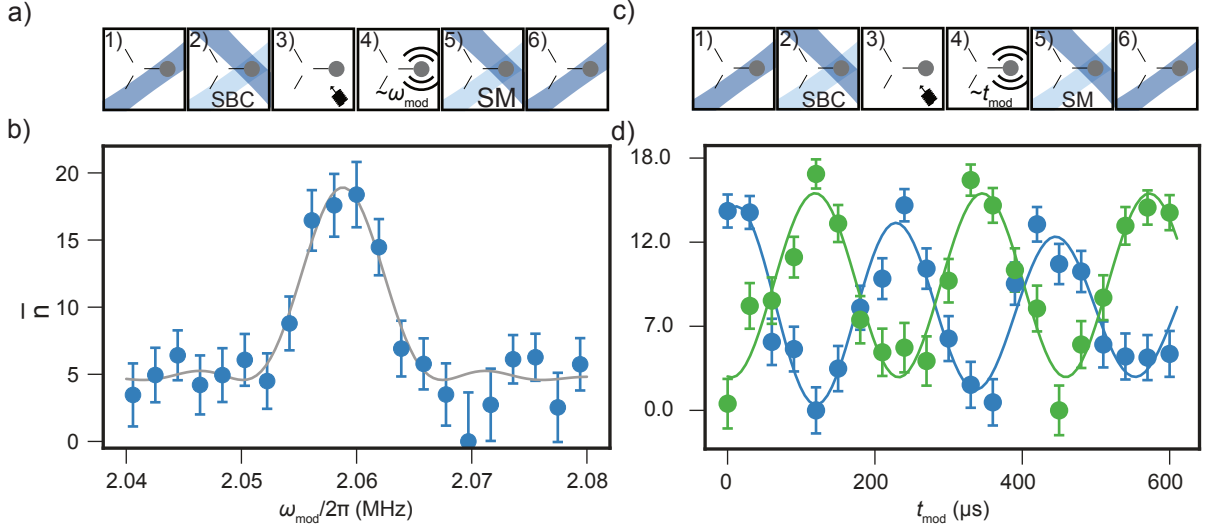 a)
1) 2) 3) 4) 5) 6)
SBC ~ω_mod SM
c)
1) 2) 3) 4) 5) 6)
SBC ~t_mod SM
b)
20
15
10
5
0
n̅
2.04 2.05 2.06 2.07 2.08
ω_mod/2π (MHz)
d)
18.0
12.0
7.0
0.0
0 200 400 600
t_mod (μs)